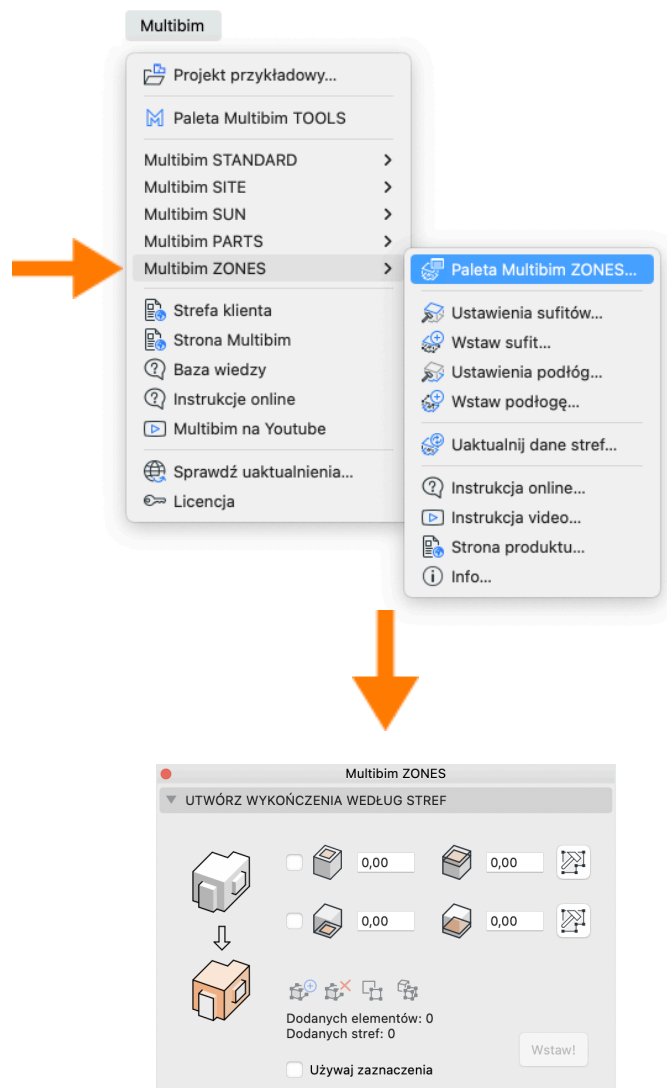 Multibim
Projekt przykładowy...
Paleta Multibim TOOLS
Multibim STANDARD
Multibim SITE
Multibim SUN
Multibim PARTS
Multibim ZONES
Strefa klienta
Strona Multibim
Baza wiedzy
Instrukcje online
Multibim na Youtube
Sprawdź uaktualnienia...
Licencja
Paleta Multibim ZONES...
Ustawienia sufitów...
Wstaw sufit...
Ustawienia podłóg...
Wstaw podłogę...
Uaktualnij dane stref...
Instrukcja online...
Instrukcja video...
Strona produktu...
Info...
Multibim ZONES
UTWÓRZ WYKOŃCZENIA WEDŁUG STREF
0,00 0,00
0,00 0,00
Dodanych elementów: 0
Dodanych stref: 0
Wstaw!
Używaj zaznaczenia